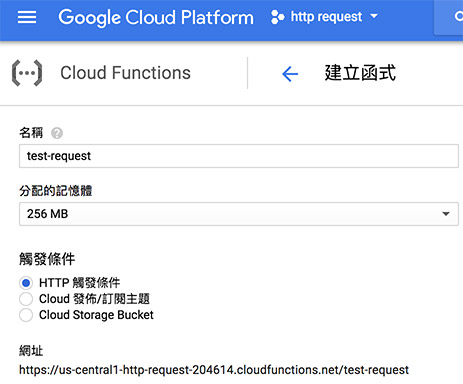 Google Cloud Platform
http request
Cloud Functions
建立函式
名稱
test-request
分配的記憶體
256 MB
觸發條件
HTTP 觸發條件
Cloud 發佈/訂閱主題
Cloud Storage Bucket
網址
https://us-central1-http-request-204614.cloudfunctions.net/test-request